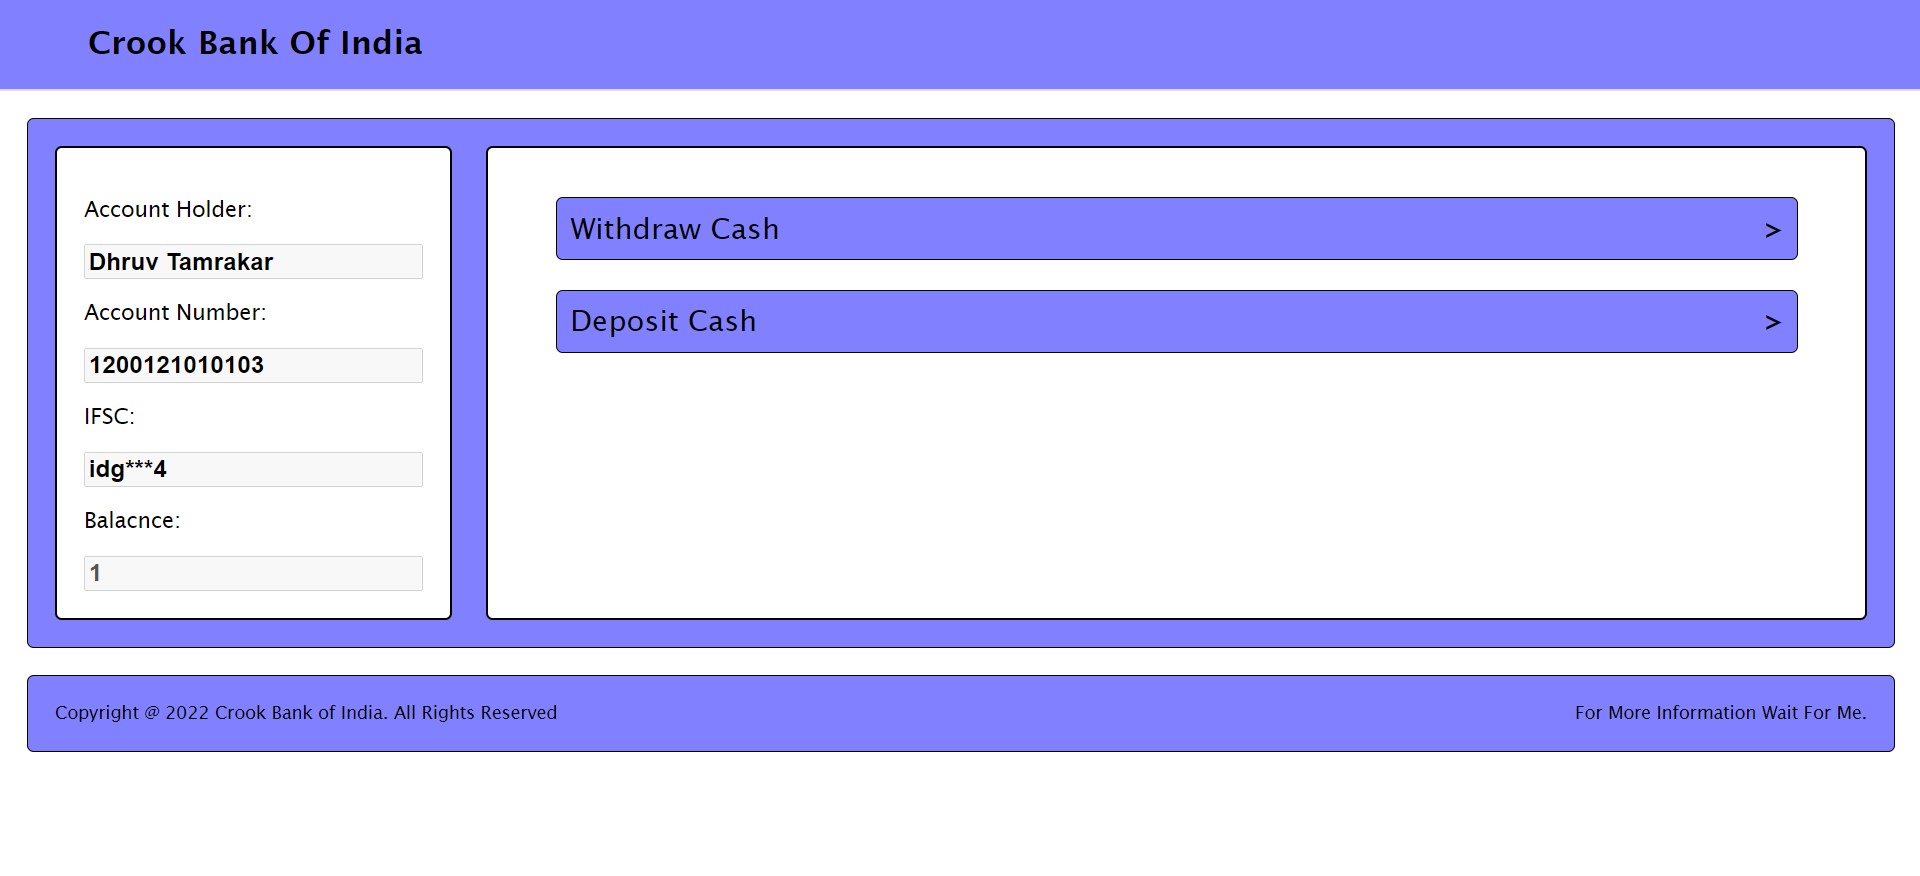 Crook Bank Of India
Account Holder:
Dhruv Tamrakar
Account Number:
1200121010103
IFSC:
idg***4
Balacnce:
1
Withdraw Cash >
Deposit Cash >
Copyright @ 2022 Crook Bank of India. All Rights Reserved
For More Information Wait For Me.